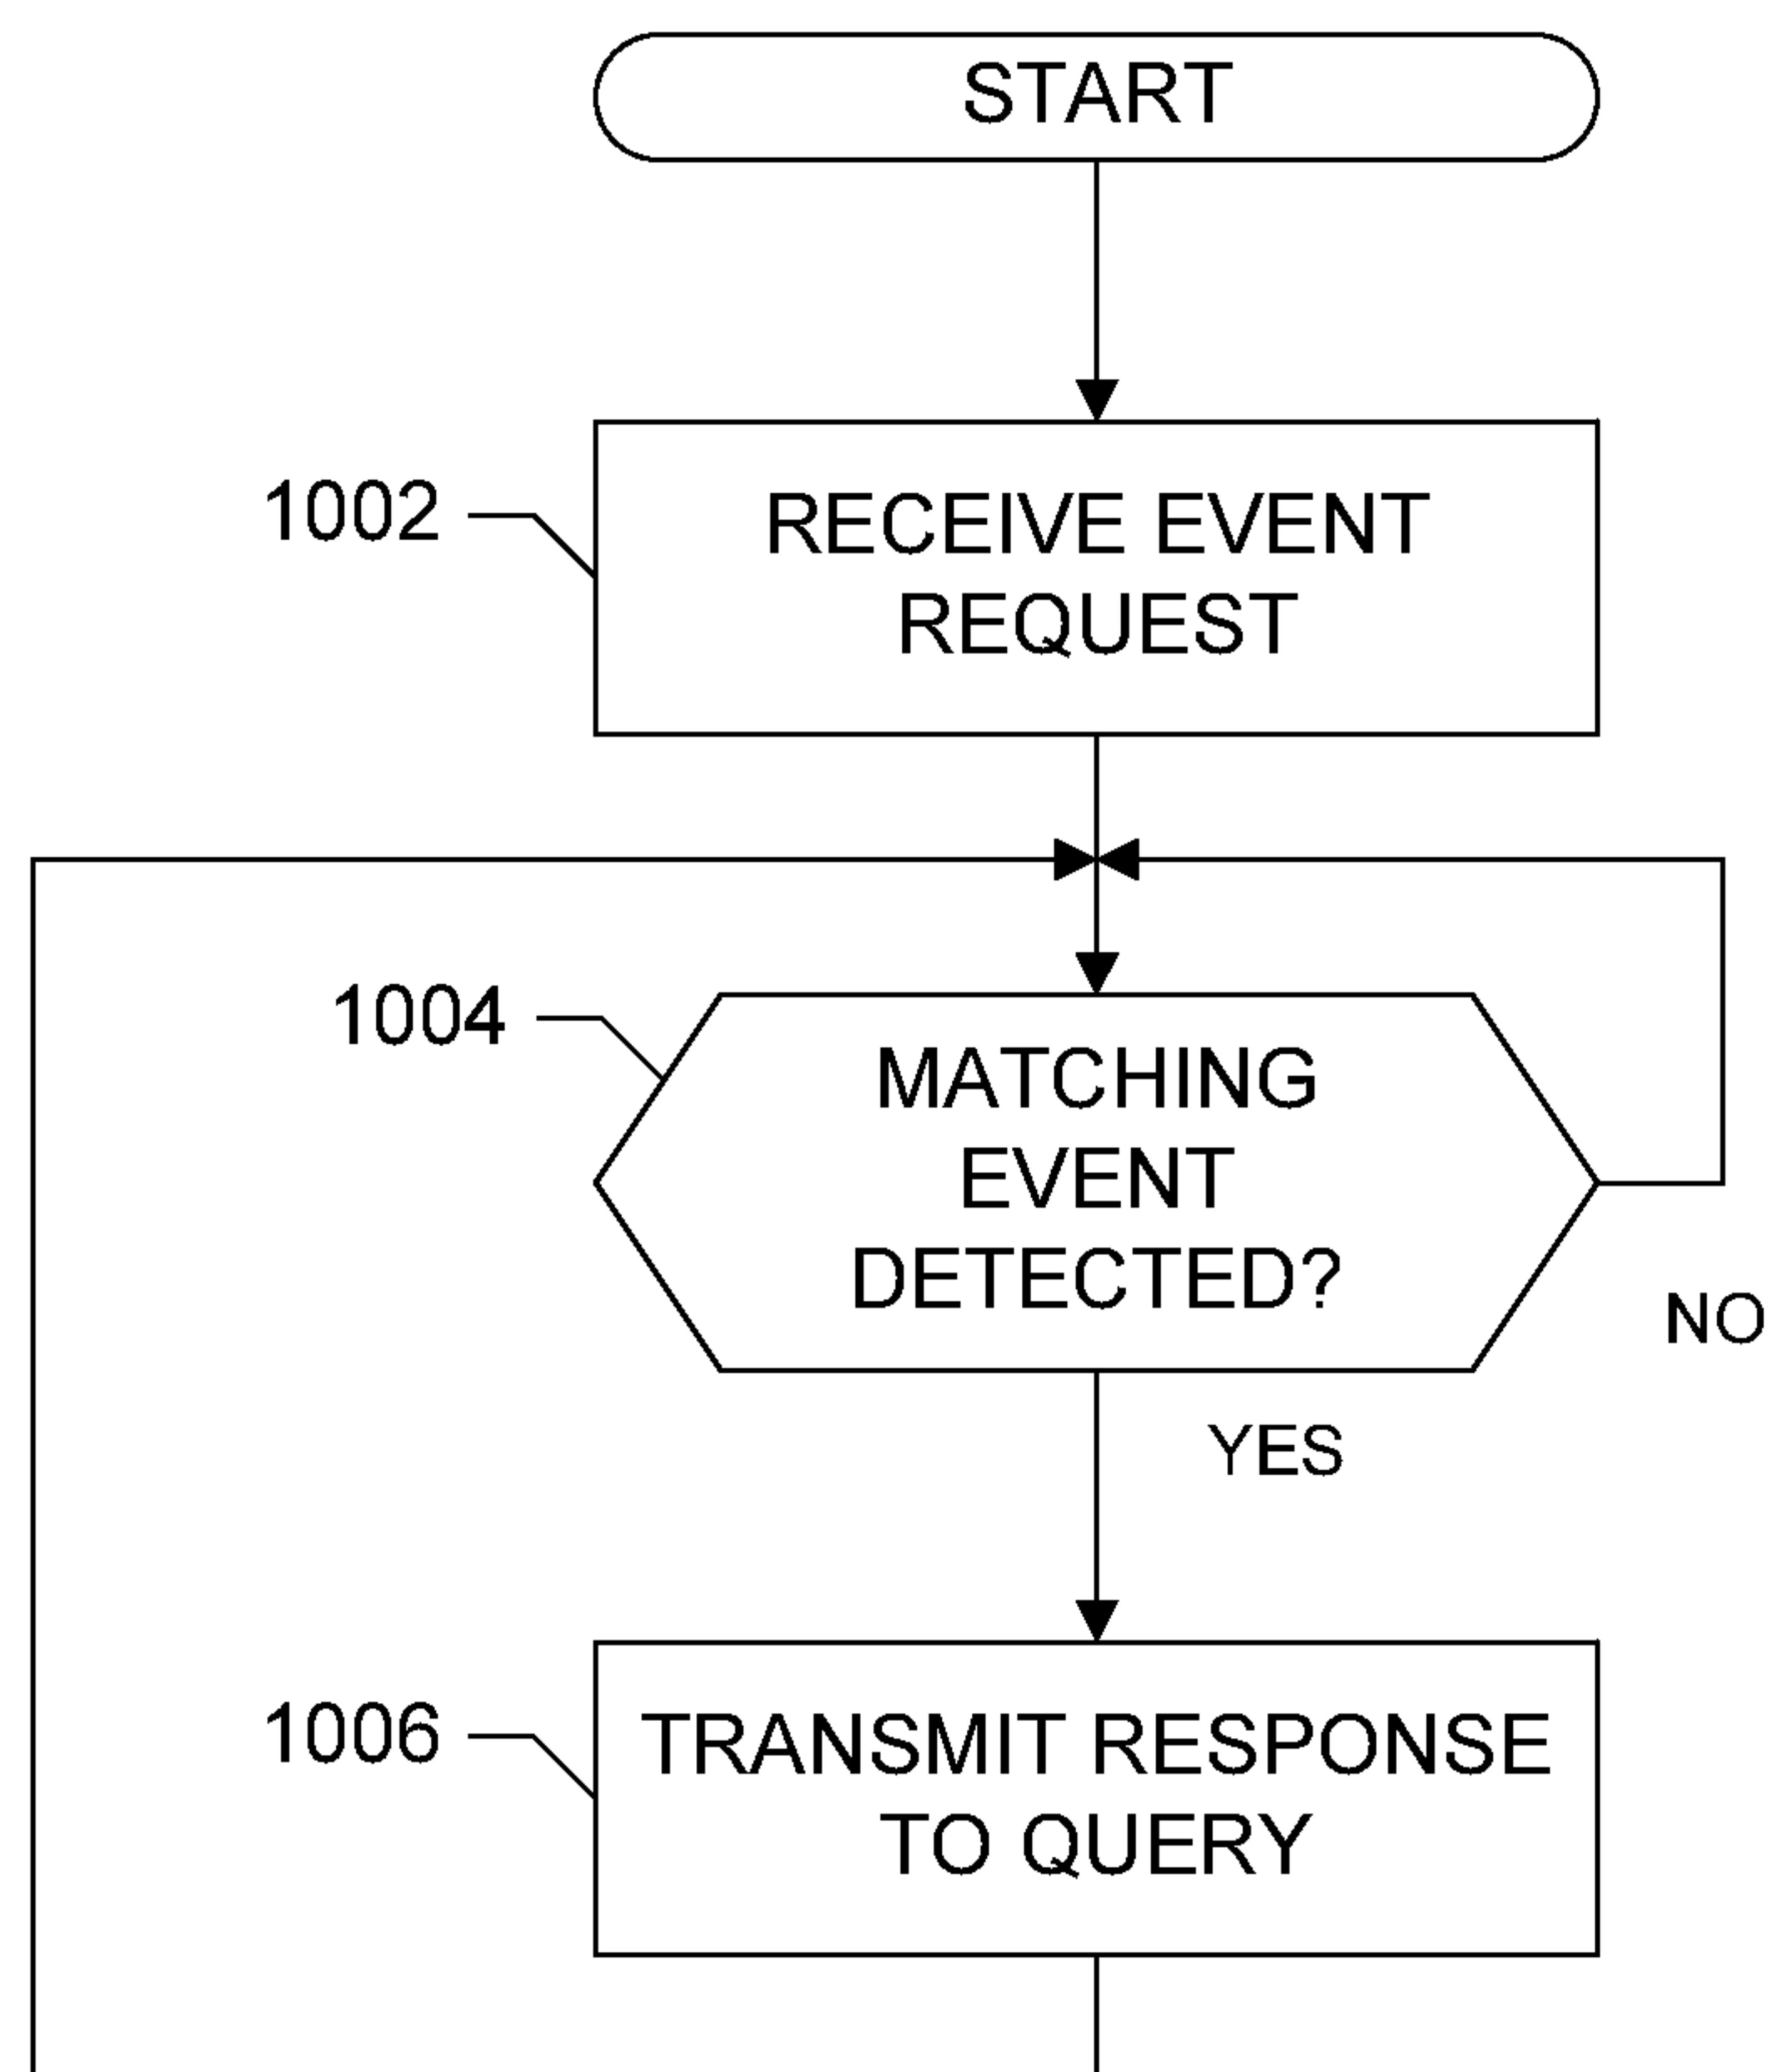 START
1002
RECEIVE EVENT
REQUEST
1004
MATCHING
EVENT
DETECTED?
NO
YES
1006
TRANSMIT RESPONSE
TO QUERY